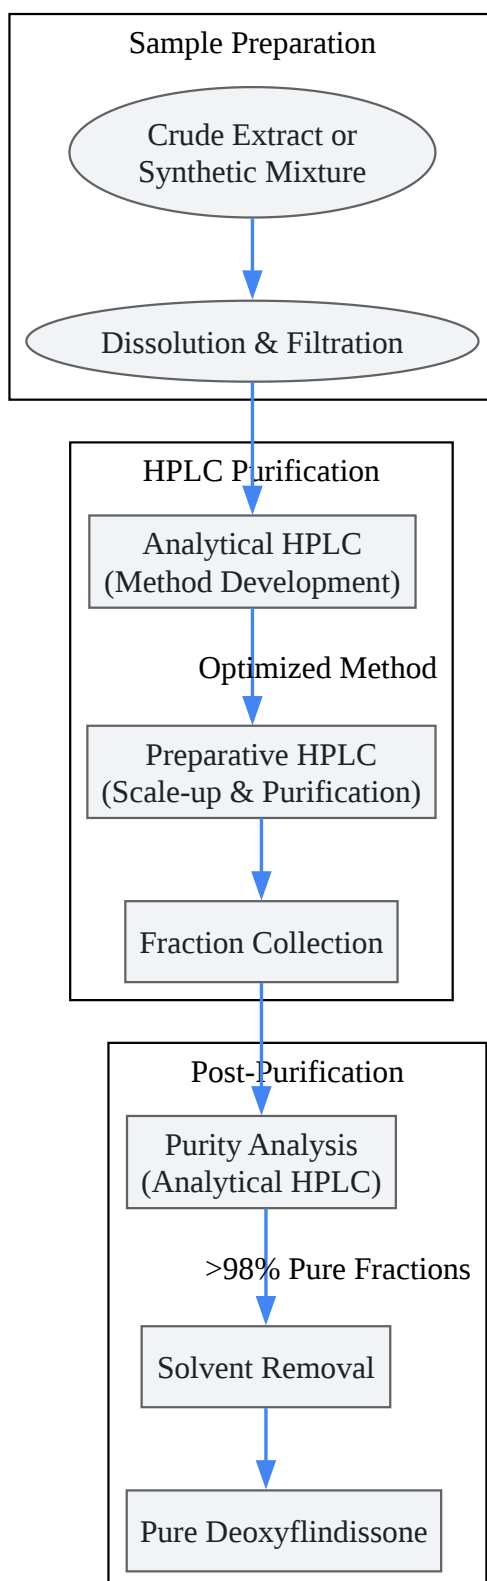 Sample Preparation
Crude Extract or
Synthetic Mixture
Dissolution & Filtration
HPLC Purification
Analytical HPLC
(Method Development)
Optimized Method
Preparative HPLC
(Scale-up & Purification)
Fraction Collection
Post-Purification
Purity Analysis
(Analytical HPLC)
>98% Pure Fractions
Solvent Removal
Pure Deoxyflindissone